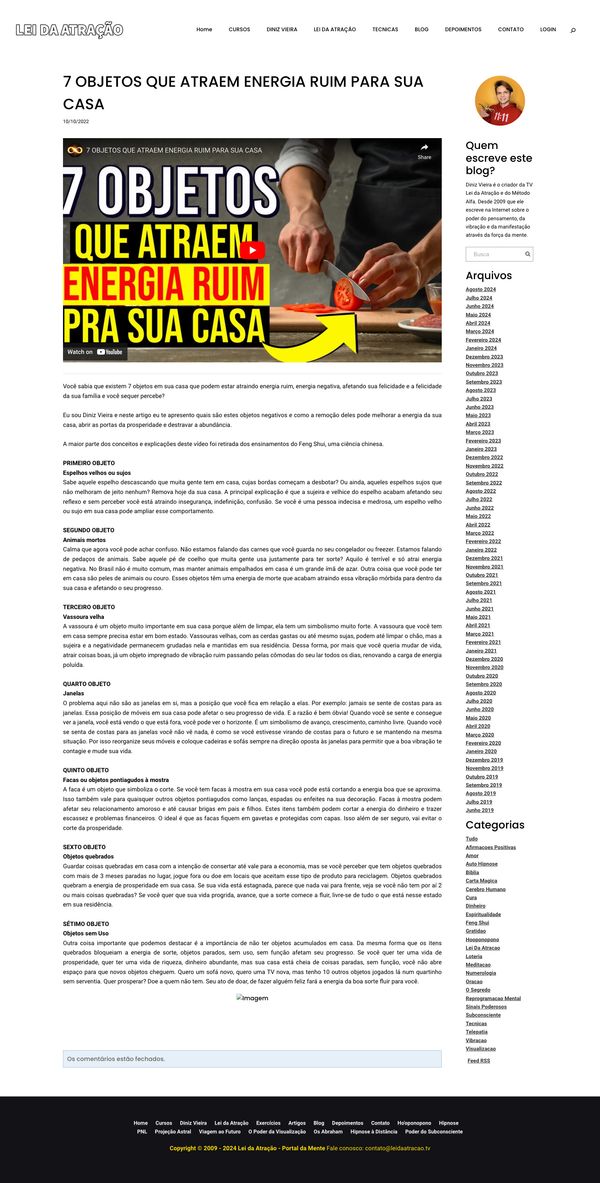 LEI DA ATRAÇÃO
Home CURSOS DINIZ VIEIRA LEI DA ATRAÇÃO TECNICAS BLOG DEPOIMENTOS CONTATO LOGIN
7 OBJETOS QUE ATRAEM ENERGIA RUIM PARA SUA
CASA
10/10/2022
7 OBJETOS QUE ATRAEM ENERGIA RUIM PARA SUA CASA
Share
7 OBJETOS
QUE ATRAEM
ENERGIA RUIM
PRA SUA CASA
Watch on YouTube
Você sabia que existem 7 objetos em sua casa que podem estar atraindo energia ruim, energia negativa, afetando sua felicidade e a felicidade
da sua família e você sequer percebe?
Eu sou Diniz Vieira e neste artigo eu te apresento quais são estes objetos negativos e como a remoção deles pode melhorar a energia da sua
casa, abrir as portas da prosperidade e destravar a abundância.
A maior parte dos conceitos e explicações deste vídeo foi retirada dos ensinamentos do Feng Shui, uma ciência chinesa.
PRIMEIRO OBJETO
Espelhos velhos ou sujos
Sabe aquele espelho descascando que muita gente tem em casa, cujas bordas começam a desbotar? Ou ainda, aqueles espelhos sujos que
não melhoram de jeito nenhum? Remova hoje da sua casa. A principal explicação é que a sujeira e velhice do espelho acabam afetando seu
reflexo e sem perceber você está atraindo insegurança, indefinição, confusão. Se você é uma pessoa indecisa e medrosa, um espelho velho
ou sujo em sua casa pode ampliar esse comportamento.
SEGUNDO OBJETO
Animais mortos
Calma que agora você pode achar confuso. Não estamos falando das carnes que você guarda no seu congelador ou freezer. Estamos falando
de pedaços de animais. Sabe aquele pé de coelho que muita gente usa justamente para ter sorte? Aquilo é terrível e só atrai energia
negativa. No Brasil não é muito comum, mas manter animais empalhados em casa é um grande imã de azar. Outra coisa que você pode ter
em casa são peles de animais ou couro. Esses objetos têm uma energia de morte que acabam atraindo essa vibração mórbida para dentro da
sua casa e afetando o seu progresso.
TERCEIRO OBJETO
Vassoura velha
A vassoura é um objeto muito importante em sua casa porque além de limpar, ela tem um simbolismo muito forte. A vassoura que você tem
em casa sempre precisa estar em bom estado. Vassouras velhas, com as cerdas gastas ou até mesmo sujas, podem até limpar o chão, mas a
sujeira e a negatividade permanecem grudadas nela e mantidas em sua residência. Dessa forma, por mais que você queria mudar de vida,
atrair coisas boas, já um objeto impregnado de vibração ruim passando pelas cômodas do seu lar todos os dias, renovando a carga de energia
poluída.
QUARTO OBJETO
Janelas
O problema aqui não são as janelas em si, mas a posição que você fica em relação a elas. Por exemplo: jamais se sente de costas para as
janelas. Essa posição de móveis em sua casa pode afetar o seu progresso de vida. E a razão é bem óbvia! Quando você se sente e consegue
ver a janela, você está vendo o que está fora, você pode ver o horizonte. É um simbolismo de avanço, crescimento, caminho livre. Quando você
se senta de costas para as janelas você não vê nada, é como se você estivesse virando de costas para o futuro e se mantendo na mesma
situação. Por isso reorganize seus móveis e coloque cadeiras e sofás sempre na direção oposta às janelas para permitir que a boa vibração te
contagie e mude sua vida.
QUINTO OBJETO
Facas ou objetos pontiagudos à mostra
A faca é um objeto que simboliza o corte. Se você tem facas à mostra em sua casa você pode está cortando a energia boa que se aproxima.
Isso também vale para quaisquer outros objetos pontiagudos como lanças, espadas ou enfeites na sua decoração. Facas à mostra podem
afetar seu relacionamento amoroso e até causar brigas em pais e filhos. Estes itens também podem cortar a energia do dinheiro e trazer
escassez e problemas financeiros. O ideal é que as facas fiquem em gavetas e protegidas com capas. Isso além de ser seguro, vai evitar o
corte da prosperidade.
SEXTO OBJETO
Objetos quebrados
Guardar coisas quebradas em casa com a intenção de consertar até vale para a economia, mas se você perceber que tem objetos quebrados
com mais de 3 meses paradas no lugar, jogue fora ou doe em locais que aceitam esse tipo de produto para reciclagem. Objetos quebrados
quebram a energia de prosperidade em sua casa. Se sua vida está estagnada, parece que nada vai para frente, veja se você não tem por aí 2
ou mais coisas quebradas? Se você quer que sua vida progrida, avance, que a sorte comece a fluir, livre-se de tudo o que está nesse estado
em sua residência.
SÉTIMO OBJETO
Objetos sem Uso
Outra coisa importante que podemos destacar é a importância de não ter objetos acumulados em casa. Da mesma forma que os itens
quebrados bloqueiam a energia de sorte, objetos parados, sem uso, sem função afetam seu progresso. Se você quer ter uma vida de
prosperidade, quer ter uma vida de riqueza, dinheiro abundante, mas sua casa está cheia de coisas paradas, sem função, você não abre
espaço para que novos objetos cheguem. Quero um sofá novo, quero uma TV nova, mas tenho 10 outros objetos jogados lá num quartinho
sem serventia. Quer prosperar? Doe a quem não tem. Seu ato de doar, de fazer alguém feliz fará a energia da boa sorte fluir para você.
Imagem
Os comentários estão fechados.
11:11
Quem
escreve este
blog?
Diniz Vieira é o criador da TV
Lei da Atração e do Método
Alfa. Desde 2009 que ele
escreve na Internet sobre o
poder do pensamento, da
vibração e da manifestação
através da força da mente.
Busca
Arquivos
Agosto 2024
Julho 2024
Junho 2024
Maio 2024
Abril 2024
Março 2024
Fevereiro 2024
Janeiro 2024
Dezembro 2023
Novembro 2023
Outubro 2023
Setembro 2023
Agosto 2023
Julho 2023
Junho 2023
Maio 2023
Abril 2023
Março 2023
Fevereiro 2023
Janeiro 2023
Dezembro 2022
Novembro 2022
Outubro 2022
Setembro 2022
Agosto 2022
Julho 2022
Junho 2022
Maio 2022
Abril 2022
Março 2022
Fevereiro 2022
Janeiro 2022
Dezembro 2021
Novembro 2021
Outubro 2021
Setembro 2021
Agosto 2021
Julho 2021
Junho 2021
Maio 2021
Abril 2021
Março 2021
Fevereiro 2021
Janeiro 2021
Dezembro 2020
Novembro 2020
Outubro 2020
Setembro 2020
Agosto 2020
Julho 2020
Junho 2020
Maio 2020
Abril 2020
Março 2020
Fevereiro 2020
Janeiro 2020
Dezembro 2019
Novembro 2019
Outubro 2019
Setembro 2019
Agosto 2019
Julho 2019
Junho 2019
Categorias
Tudo
Afirmacoes Positivas
Amor
Auto Hipnose
Biblia
Carta Magica
Cerebro Humano
Cura
Dinheiro
Espiritualidade
Feng Shui
Gratidao
Hooponopono
Lei Da Atracao
Loteria
Meditacao
Numerologia
Oracao
O Segredo
Reprogramacao Mental
Sinais Poderosos
Subconsciente
Tecnicas
Telepatia
Vibracao
Visualizacao
Feed RSS
Home Cursos Diniz Vieira Lei da Atração Exercícios Artigos Blog Depoimentos Contato Ho'oponopono Hipnose
PNL Projeção Astral Viagem ao Futuro O Poder da Visualização Os Abraham Hipnose à Distância Poder do Subconsciente
Copyright © 2009 - 2024 Lei da Atração - Portal da Mente Fale conosco: contato@leidaatracao.tv